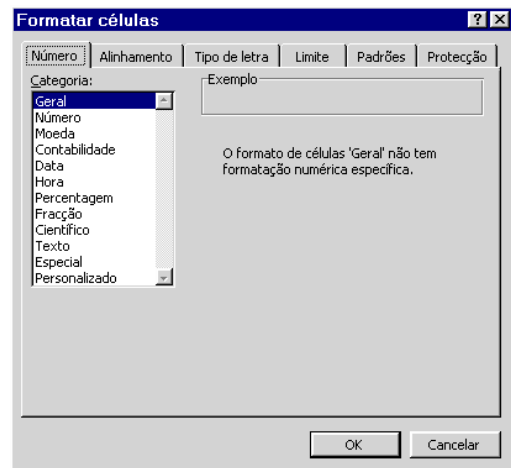 Formatar células
Número Alinhamento Tipo de letra Limite Padrões Protecção
Categoria:
Exemplo
Geral
Número
Moeda
Contabilidade
Data
Hora
Percentagem
Fracção
Científico
Texto
Especial
Personalizado
O formato de células 'Geral' não tem
formatação numérica específica.
OK Cancelar